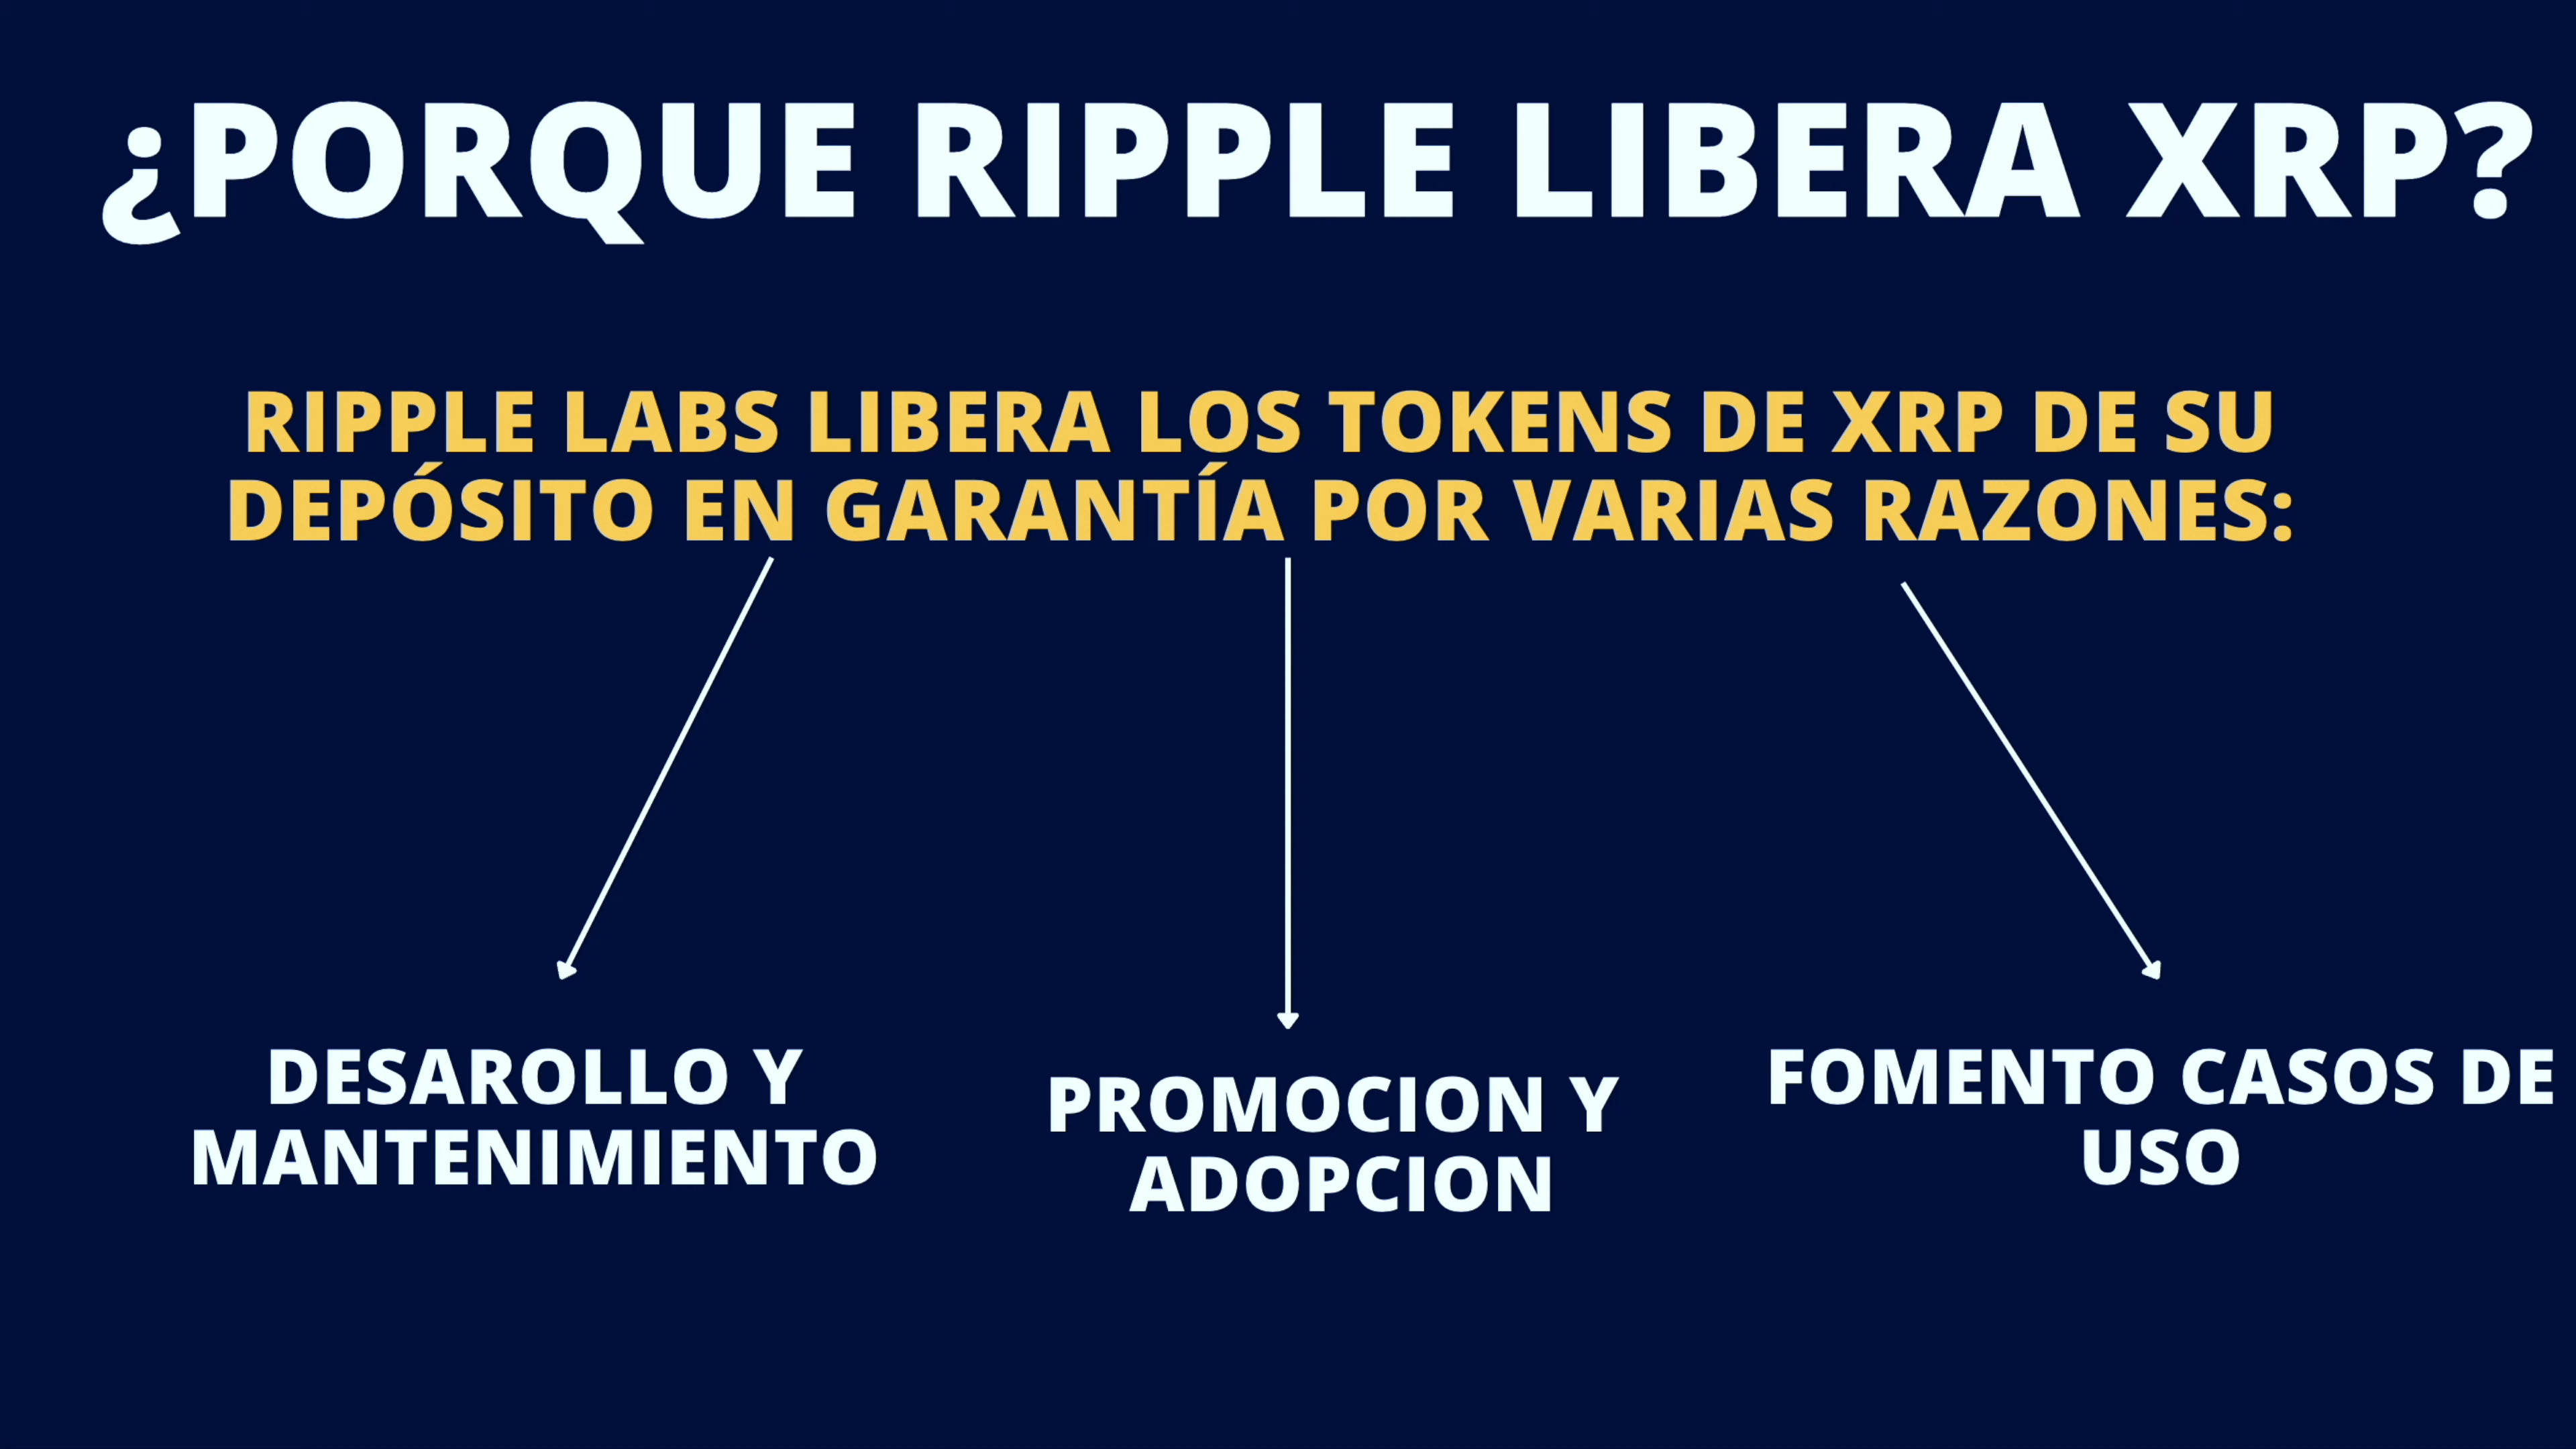 ¿PORQUE RIPPLE LIBERA XRP?
RIPPLE LABS LIBERA LOS TOKENS DE XRP DE SU
DEPÓSITO EN GARANTÍA POR VARIAS RAZONES:
DESAROLLO Y
MANTENIMIENTO
PROMOCION Y
ADOPCION
FOMENTO CASOS DE
USO